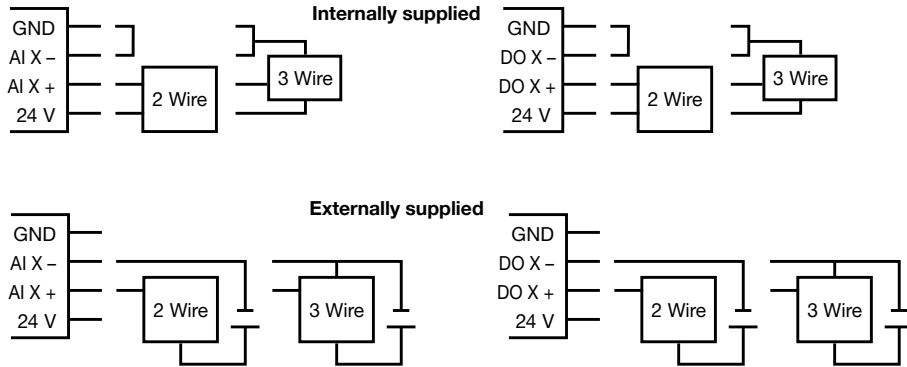 Internally supplied
GND
AI X –
AI X +
24 V
2 Wire
3 Wire
GND
DO X –
DO X +
24 V
2 Wire
3 Wire
Externally supplied
GND
AI X –
AI X +
24 V
2 Wire
3 Wire
GND
DO X –
DO X +
24 V
2 Wire
3 Wire